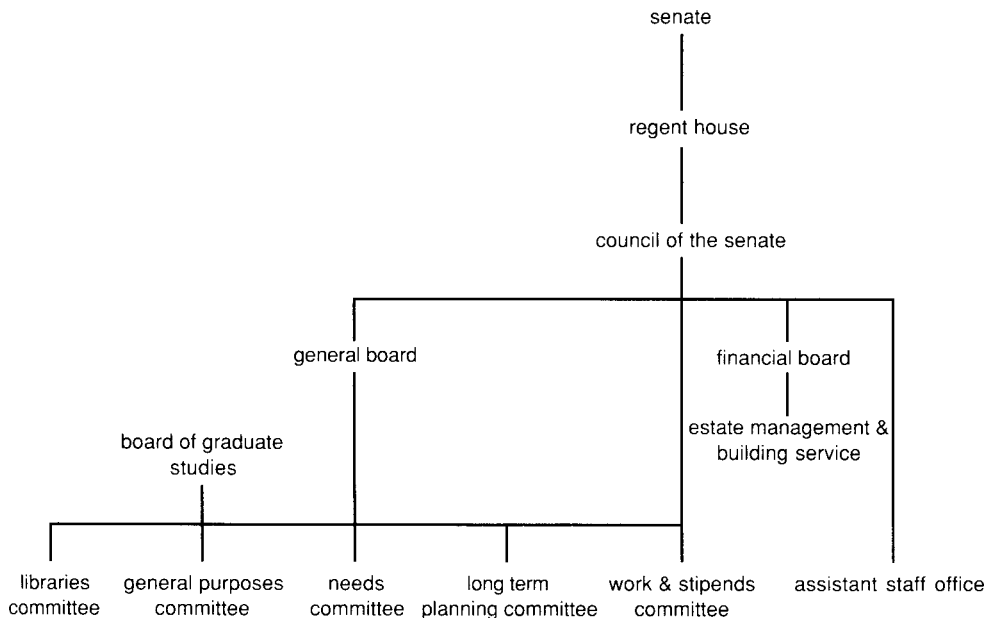 senate
regent house
council of the senate
general board
financial board
board of graduate
studies
estate management &
building service
libraries
committee
general purposes
committee
needs
committee
long term
planning committee
work & stipends
committee
assistant staff office